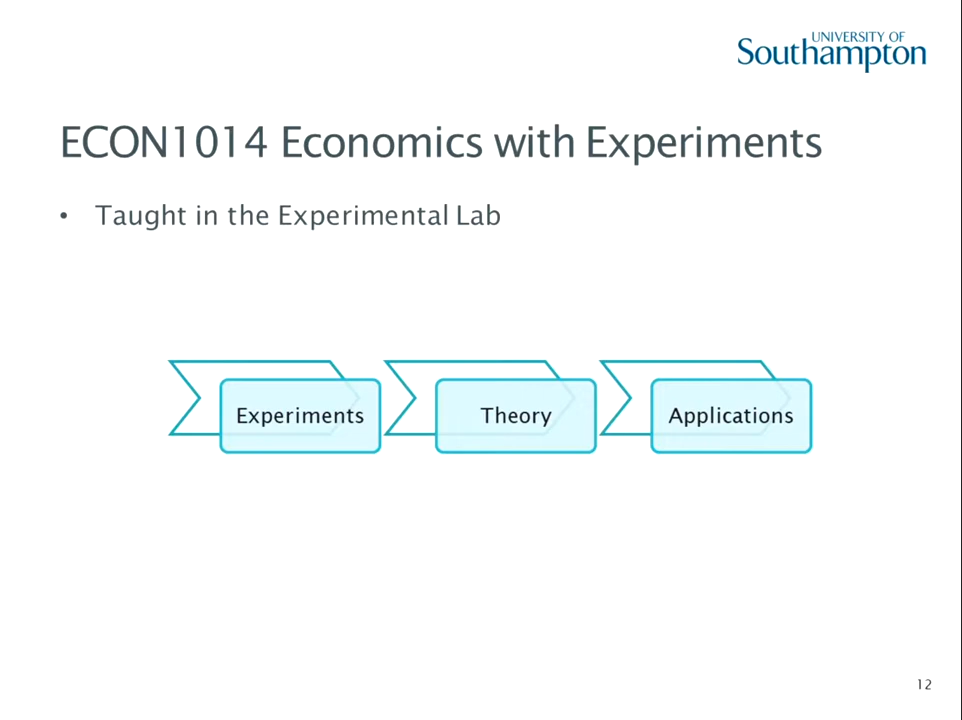 UNIVERSITY OF
Southampton
ECON1014 Economics with Experiments
• Taught in the Experimental Lab
Experiments
Theory
Applications
12